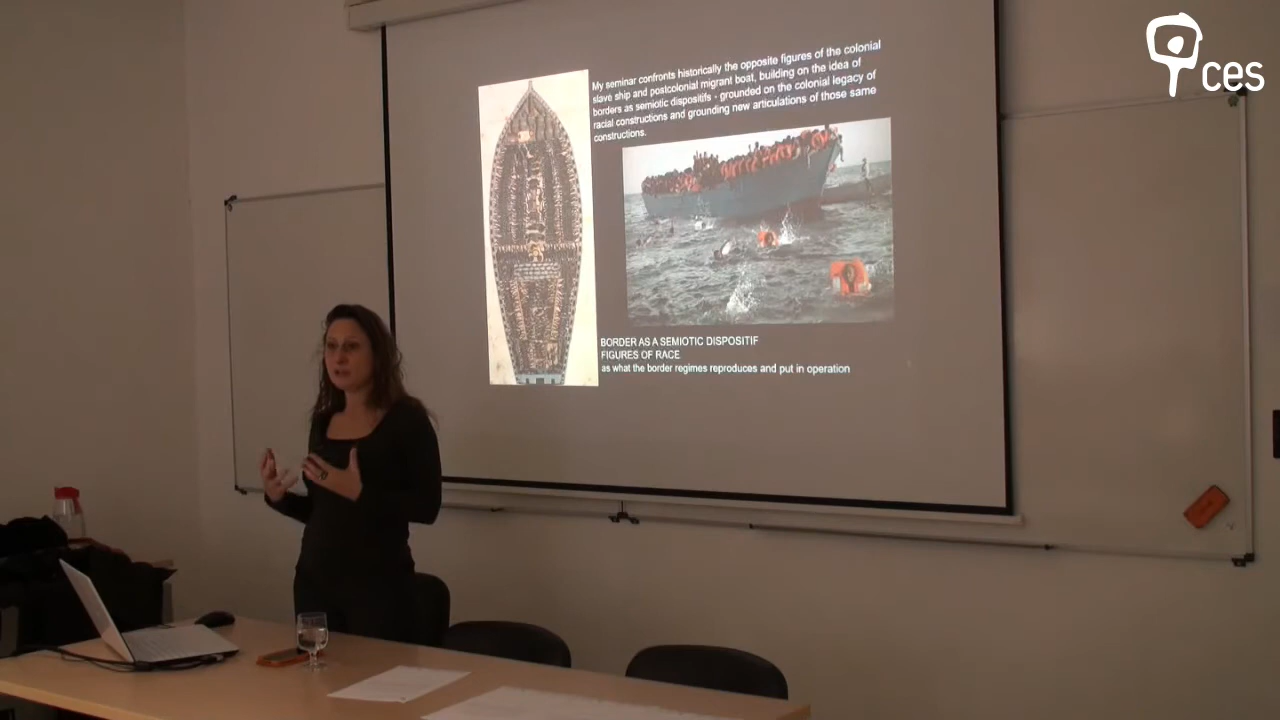 ces
My seminar confronts historically the opposite figures of the colonial
slave ship and postcolonial migrant boat, building on the idea of
borders as semiotic dispositifs - grounded on the colonial legacy of
racial constructions and grounding new articulations of those same
constructions.
BORDER AS A SEMIOTIC DISPOSITIF
FIGURES OF RACE
as what the border regimes reproduces and put in operation